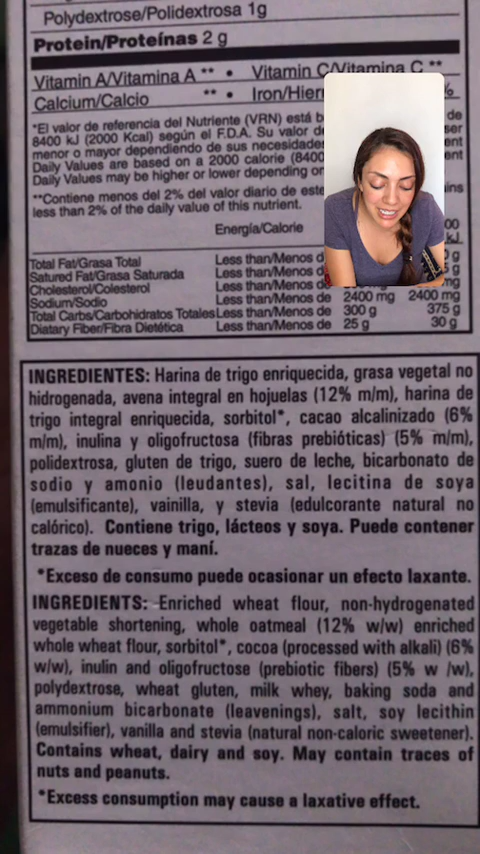 Polydextrose/Polidextrosa 1g
Protein/Proteínas 2 g
Vitamin A/Vitamina A ** • Vitamin C/Vitamina C **
Calcium/Calcio ** • Iron/Hier %
*El valor de referencia del Nutriente (VRN) está b de
8400 kJ (2000 Kcal) según el F.D.A. Su valor d ser
menor o mayor dependiendo de sus necesidade ent
Daily Values are based on a 2000 calorie (8400 ent
Daily Values may be higher or lower depending or
**Contiene menos del 2% del valor diario de este ins
less than 2% of the daily value of this nutrient.
Energía/Calorie 00
kJ
Total Fat/Grasa Total Less than/Menos d g
Satured Fat/Grasa Saturada Less than/Menos d g
Cholesterol/Colesterol Less than/Menos d mg
Sodium/Sodio Less than/Menos de 2400 mg 2400 mg
Total Carbs/Carbohidratos Totales Less than/Menos de 300 g 375 g
Diatary Fiber/Fibra Dietética Less than/Menos de 25 g 30 g
INGREDIENTES: Harina de trigo enriquecida, grasa vegetal no
hidrogenada, avena integral en hojuelas (12% m/m), harina de
trigo integral enriquecida, sorbitol*, cacao alcalinizado (6%
m/m), inulina y oligofructosa (fibras prebióticas) (5% m/m),
polidextrosa, gluten de trigo, suero de leche, bicarbonato de
sodio y amonio (leudantes), sal, lecitina de soya
(emulsificante), vainilla, y stevia (edulcorante natural no
calórico). Contiene trigo, lácteos y soya. Puede contener
trazas de nueces y maní.
*Exceso de consumo puede ocasionar un efecto laxante.
INGREDIENTS: Enriched wheat flour, non-hydrogenated
vegetable shortening, whole oatmeal (12% w/w) enriched
whole wheat flour, sorbitol*, cocoa (processed with alkali) (6%
w/w), inulin and oligofructose (prebiotic fibers) (5% w /w),
polydextrose, wheat gluten, milk whey, baking soda and
ammonium bicarbonate (leavenings), salt, soy lecithin
(emulsifier), vanilla and stevia (natural non-caloric sweetener).
Contains wheat, dairy and soy. May contain traces of
nuts and peanuts.
*Excess consumption may cause a laxative effect.